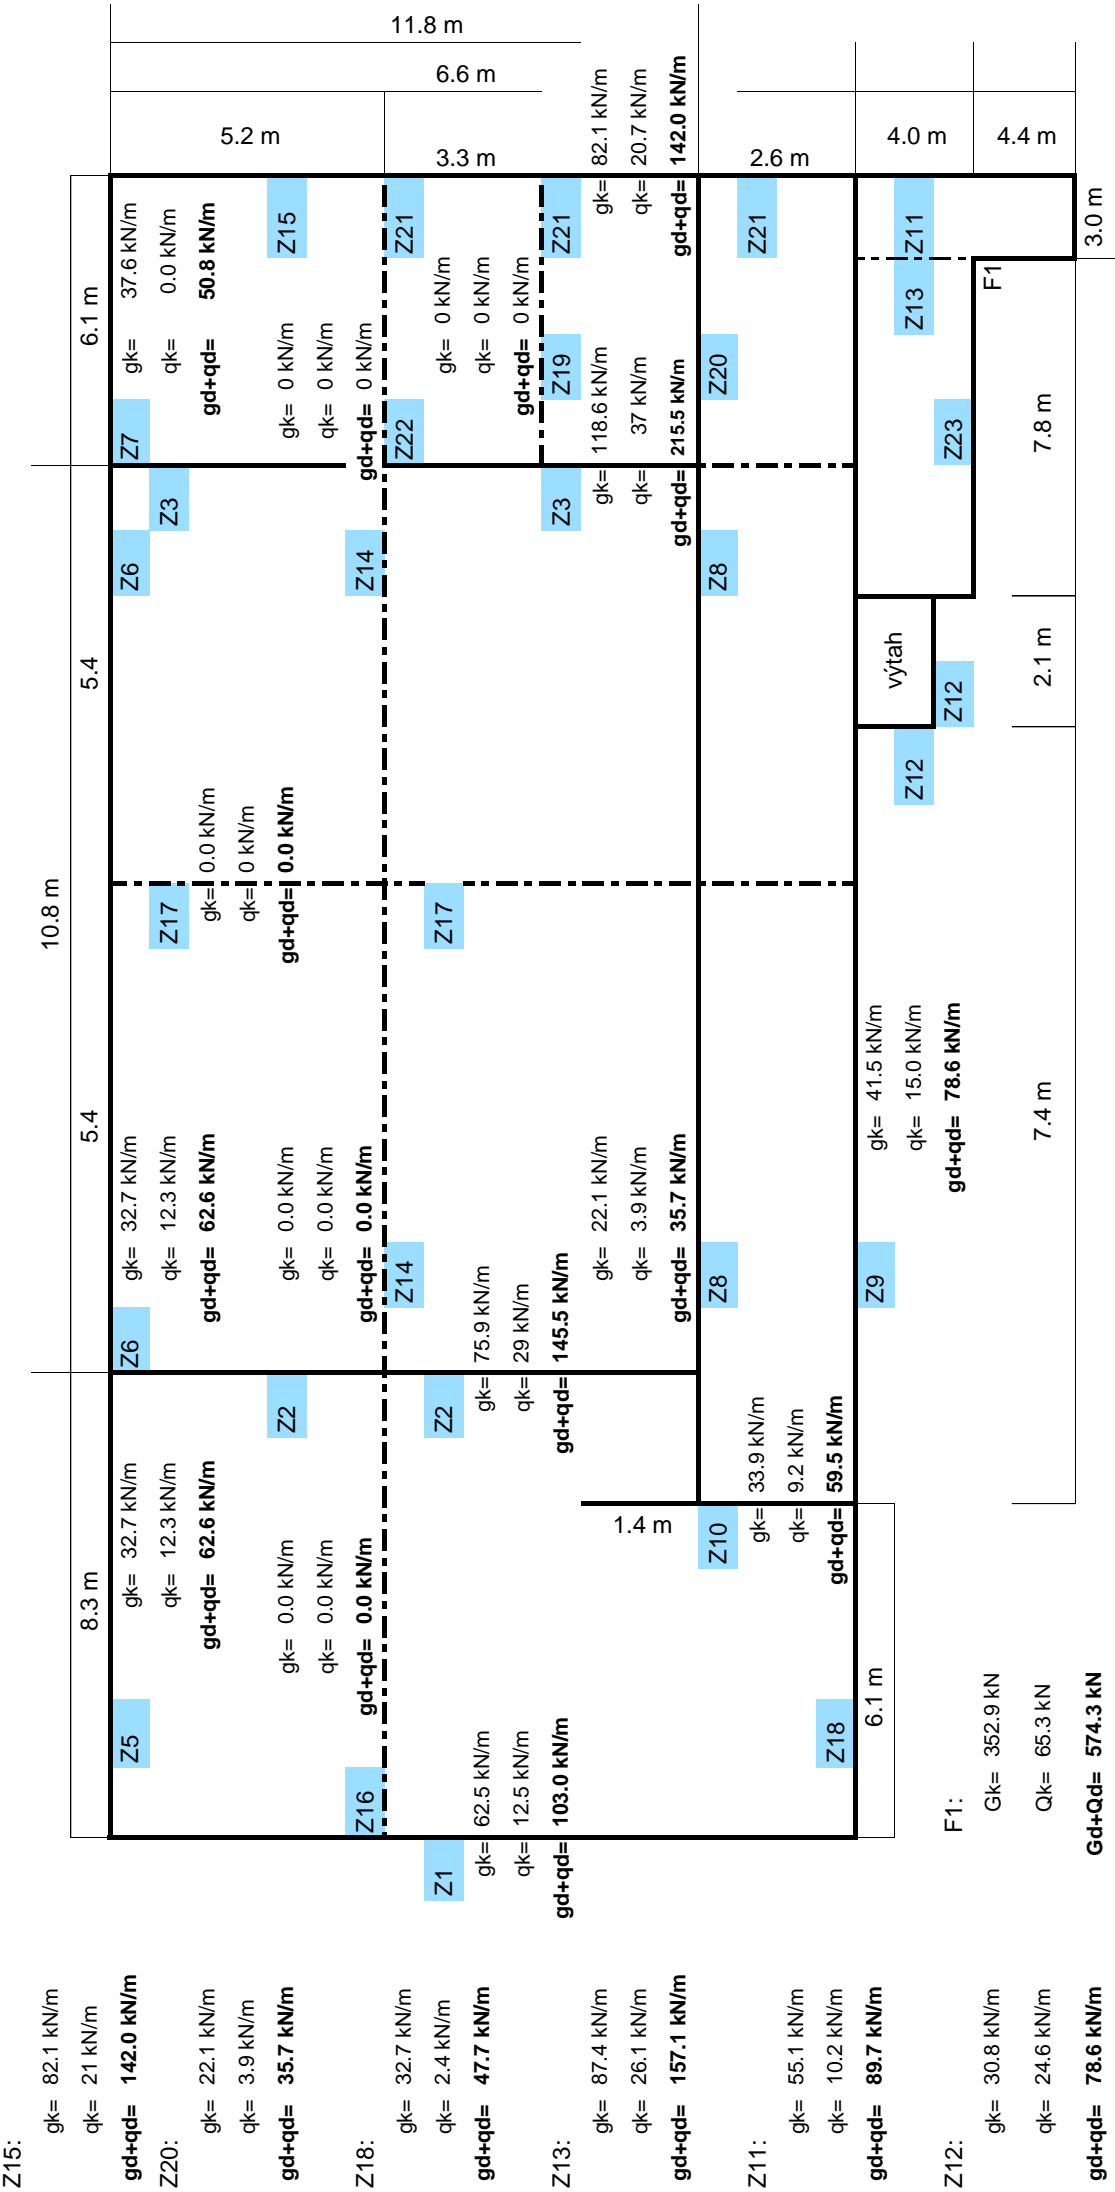 11.8 m
6.6 m
5.2 m
3.3 m
2.6 m
4.0 m
4.4 m
3.0 m
6.1 m
5.4
10.8 m
5.4
8.3 m
gk= 37.6 kN/m
qk= 0.0 kN/m
gd+qd= 50.8 kN/m
Z15
Z7
gk= 0 kN/m
qk= 0 kN/m
gd+qd= 0 kN/m
Z21
Z22
gk= 0 kN/m
qk= 0 kN/m
gd+qd= 0 kN/m
Z21
Z19
gk= 82.1 kN/m
qk= 20.7 kN/m
gd+qd= 142.0 kN/m
gk= 118.6 kN/m
qk= 37 kN/m
gd+qd= 215.5 kN/m
Z21
Z20
Z11
Z13
F1
Z23
7.8 m
Z3
Z6
Z14
Z3
Z8
výtah
Z12
Z12
2.1 m
Z17
gk= 0.0 kN/m
qk= 0 kN/m
gd+qd= 0.0 kN/m
Z17
Z6
gk= 32.7 kN/m
qk= 12.3 kN/m
gd+qd= 62.6 kN/m
gk= 0.0 kN/m
qk= 0.0 kN/m
gd+qd= 0.0 kN/m
Z14
gk= 22.1 kN/m
qk= 3.9 kN/m
gd+qd= 35.7 kN/m
Z8
Z9
gk= 41.5 kN/m
qk= 15.0 kN/m
gd+qd= 78.6 kN/m
7.4 m
Z2
Z2
gk= 75.9 kN/m
qk= 29 kN/m
gd+qd= 145.5 kN/m
Z5
gk= 32.7 kN/m
qk= 12.3 kN/m
gd+qd= 62.6 kN/m
gk= 0.0 kN/m
qk= 0.0 kN/m
gd+qd= 0.0 kN/m
Z16
1.4 m
Z10
gk= 33.9 kN/m
qk= 9.2 kN/m
gd+qd= 59.5 kN/m
Z18
6.1 m
Z1
gk= 62.5 kN/m
qk= 12.5 kN/m
gd+qd= 103.0 kN/m
F1:
Gk= 352.9 kN
Qk= 65.3 kN
Gd+Qd= 574.3 kN
Z15:
gk= 82.1 kN/m
qk= 21 kN/m
gd+qd= 142.0 kN/m
Z20:
gk= 22.1 kN/m
qk= 3.9 kN/m
gd+qd= 35.7 kN/m
Z18:
gk= 32.7 kN/m
qk= 2.4 kN/m
gd+qd= 47.7 kN/m
Z13:
gk= 87.4 kN/m
qk= 26.1 kN/m
gd+qd= 157.1 kN/m
Z11:
gk= 55.1 kN/m
qk= 10.2 kN/m
gd+qd= 89.7 kN/m
Z12:
gk= 30.8 kN/m
qk= 24.6 kN/m
gd+qd= 78.6 kN/m